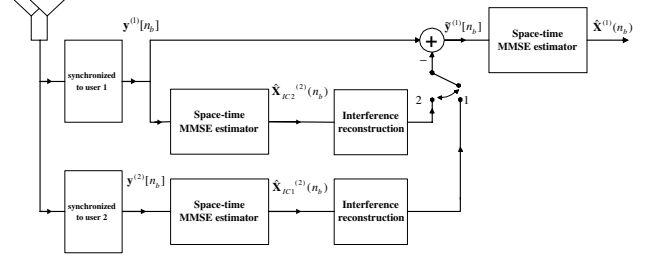 y^(1)[n_b]
ỹ^(1)[n_b]
X̂^(1)(n_b)
+
−
Space-time
MMSE estimator
synchronized
to user 1
X̂_IC2^(2)(n_b)
2
1
Space-time
MMSE estimator
Interference
reconstruction
y^(2)[n_b]
X̂_IC1^(2)(n_b)
synchronized
to user 2
Space-time
MMSE estimator
Interference
reconstruction